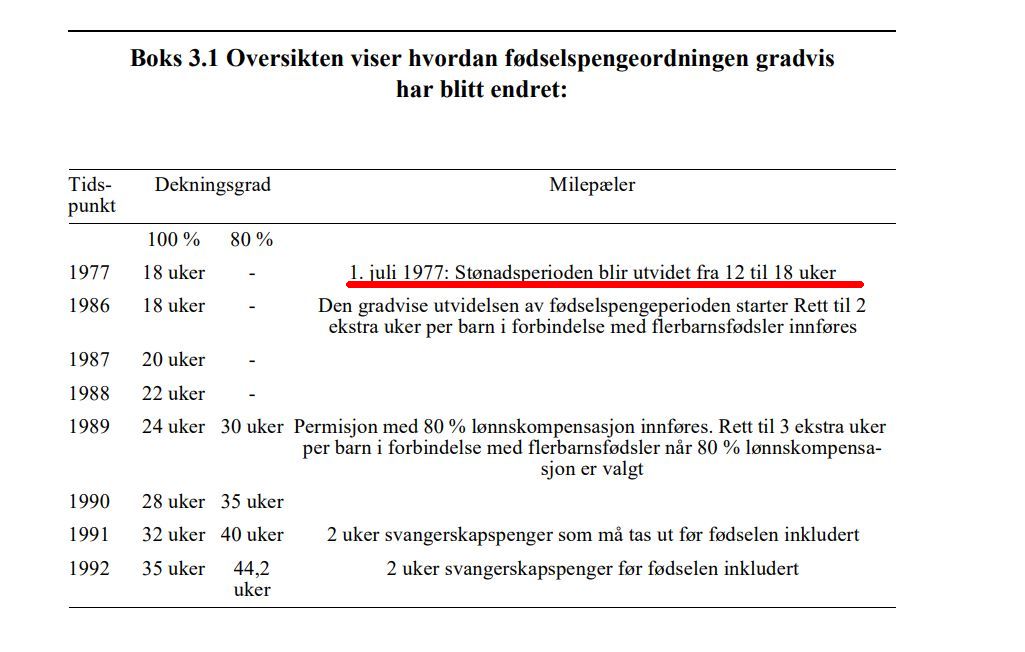 Boks 3.1 Oversikten viser hvordan fødselspengeordningen gradvis
har blitt endret:
Tids- Dekningsgrad Milepæler
punkt
100 % 80 %
1977 18 uker - 1. juli 1977: Stønadsperioden blir utvidet fra 12 til 18 uker
1986 18 uker - Den gradvise utvidelsen av fødselspengeperioden starter Rett til 2
ekstra uker per barn i forbindelse med flerbarnsfødsler innføres
1987 20 uker -
1988 22 uker -
1989 24 uker 30 uker Permisjon med 80 % lønnskompensasjon innføres. Rett til 3 ekstra uker
per barn i forbindelse med flerbarnsfødsler når 80 % lønnskompensa-
sjon er valgt
1990 28 uker 35 uker
1991 32 uker 40 uker 2 uker svangerskapspenger som må tas ut før fødselen inkludert
1992 35 uker 44,2 2 uker svangerskapspenger før fødselen inkludert
uker